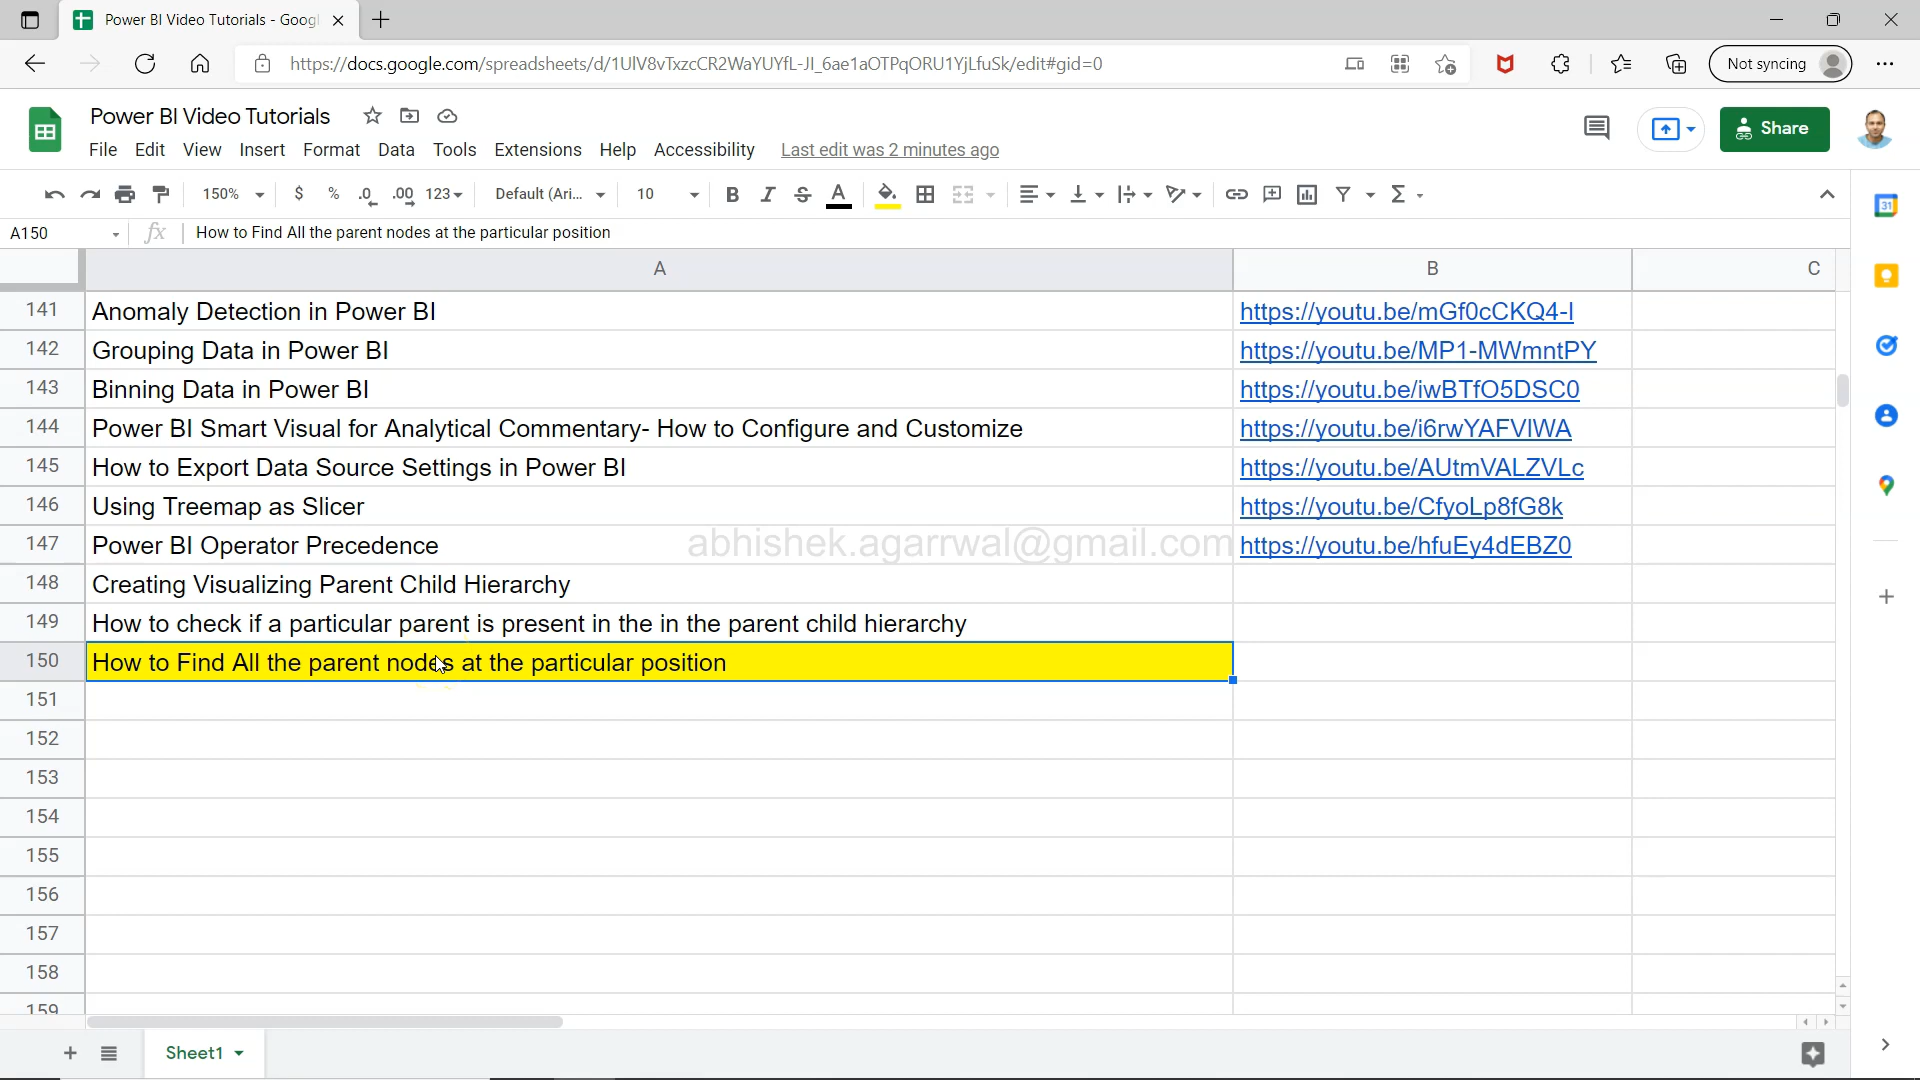 Power BI Video Tutorials - Googl
https://docs.google.com/spreadsheets/d/1UlV8vTxzcCR2WaYUYfL-JI_6ae1aOTPqORU1YjLfuSk/edit#gid=0
Not syncing
Power BI Video Tutorials
File Edit View Insert Format Data Tools Extensions Help Accessibility Last edit was 2 minutes ago
Share
150% $ % .0 .00 123 Default (Ari... 10 B I S A
A150 fx How to Find All the parent nodes at the particular position
A B C
141 Anomaly Detection in Power BI https://youtu.be/mGf0cCKQ4-I
142 Grouping Data in Power BI https://youtu.be/MP1-MWmntPY
143 Binning Data in Power BI https://youtu.be/iwBTfO5DSC0
144 Power BI Smart Visual for Analytical Commentary- How to Configure and Customize https://youtu.be/i6rwYAFVIWA
145 How to Export Data Source Settings in Power BI https://youtu.be/AUtmVALZVLc
146 Using Treemap as Slicer https://youtu.be/CfyoLp8fG8k
147 Power BI Operator Precedence abhishek.agarrwal@gmail.com https://youtu.be/hfuEy4dEBZ0
148 Creating Visualizing Parent Child Hierarchy
149 How to check if a particular parent is present in the in the parent child hierarchy
150 How to Find All the parent nodes at the particular position
151
152
153
154
155
156
157
158
159
Sheet1